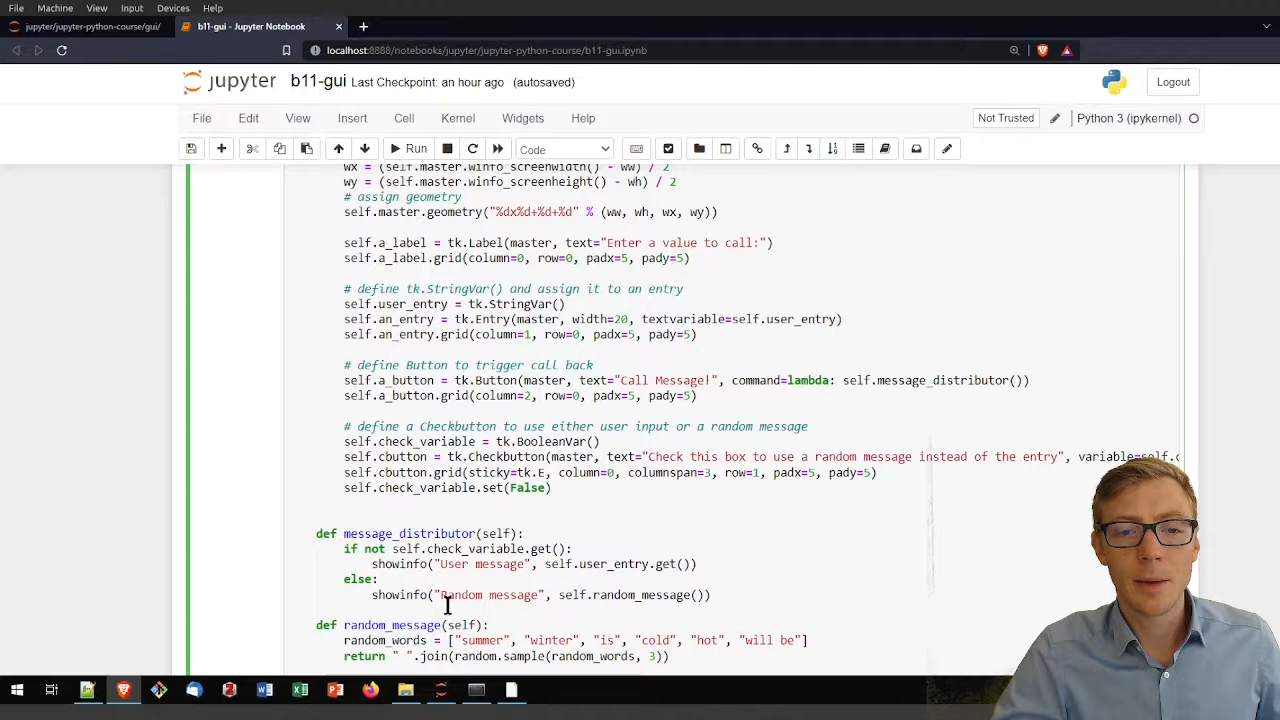 File Machine View Input Devices Help
jupyter/jupyter-python-course/gui/
b11-gui - Jupyter Notebook
localhost:8888/notebooks/jupyter/jupyter-python-course/b11-gui.ipynb
jupyter b11-gui Last Checkpoint: an hour ago (autosaved)
Logout
File Edit View Insert Cell Kernel Widgets Help
Not Trusted
Python 3 (ipykernel)
Run
Code
wx = (self.master.winfo_screenwidth() - ww) / 2
wy = (self.master.winfo_screenheight() - wh) / 2
# assign geometry
self.master.geometry("%dx%d+%d+%d" % (ww, wh, wx, wy))
self.a_label = tk.Label(master, text="Enter a value to call:")
self.a_label.grid(column=0, row=0, padx=5, pady=5)
# define tk.StringVar() and assign it to an entry
self.user_entry = tk.StringVar()
self.an_entry = tk.Entry(master, width=20, textvariable=self.user_entry)
self.an_entry.grid(column=1, row=0, padx=5, pady=5)
# define Button to trigger call back
self.a_button = tk.Button(master, text="Call Message!", command=lambda: self.message_distributor())
self.a_button.grid(column=2, row=0, padx=5, pady=5)
# define a Checkbutton to use either user input or a random message
self.check_variable = tk.BooleanVar()
self.cbutton = tk.Checkbutton(master, text="Check this box to use a random message instead of the entry", variable=self.c
self.cbutton.grid(sticky=tk.E, column=0, columnspan=3, row=1, padx=5, pady=5)
self.check_variable.set(False)
def message_distributor(self):
if not self.check_variable.get():
showinfo("User message", self.user_entry.get())
else:
showinfo("Random message", self.random_message())
def random_message(self):
random_words = ["summer", "winter", "is", "cold", "hot", "will be"]
return " ".join(random.sample(random_words, 3))